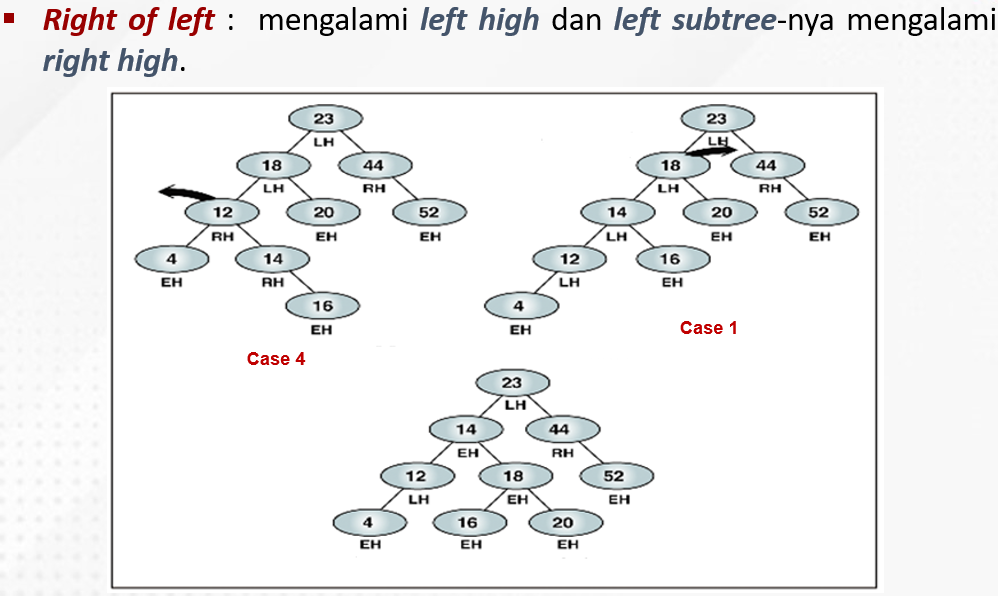 ▪ Right of left : mengalami left high dan left subtree-nya mengalami
right high.
23 23
LH LH
18 44 18 44
LH RH LH RH
12 20 52 14 20 52
RH EH EH LH EH EH
4 14 12 16
EH RH LH EH
16 4
EH EH
Case 1
Case 4
23
LH
14 44
EH RH
12 18 52
LH EH EH
4 16 20
EH EH EH